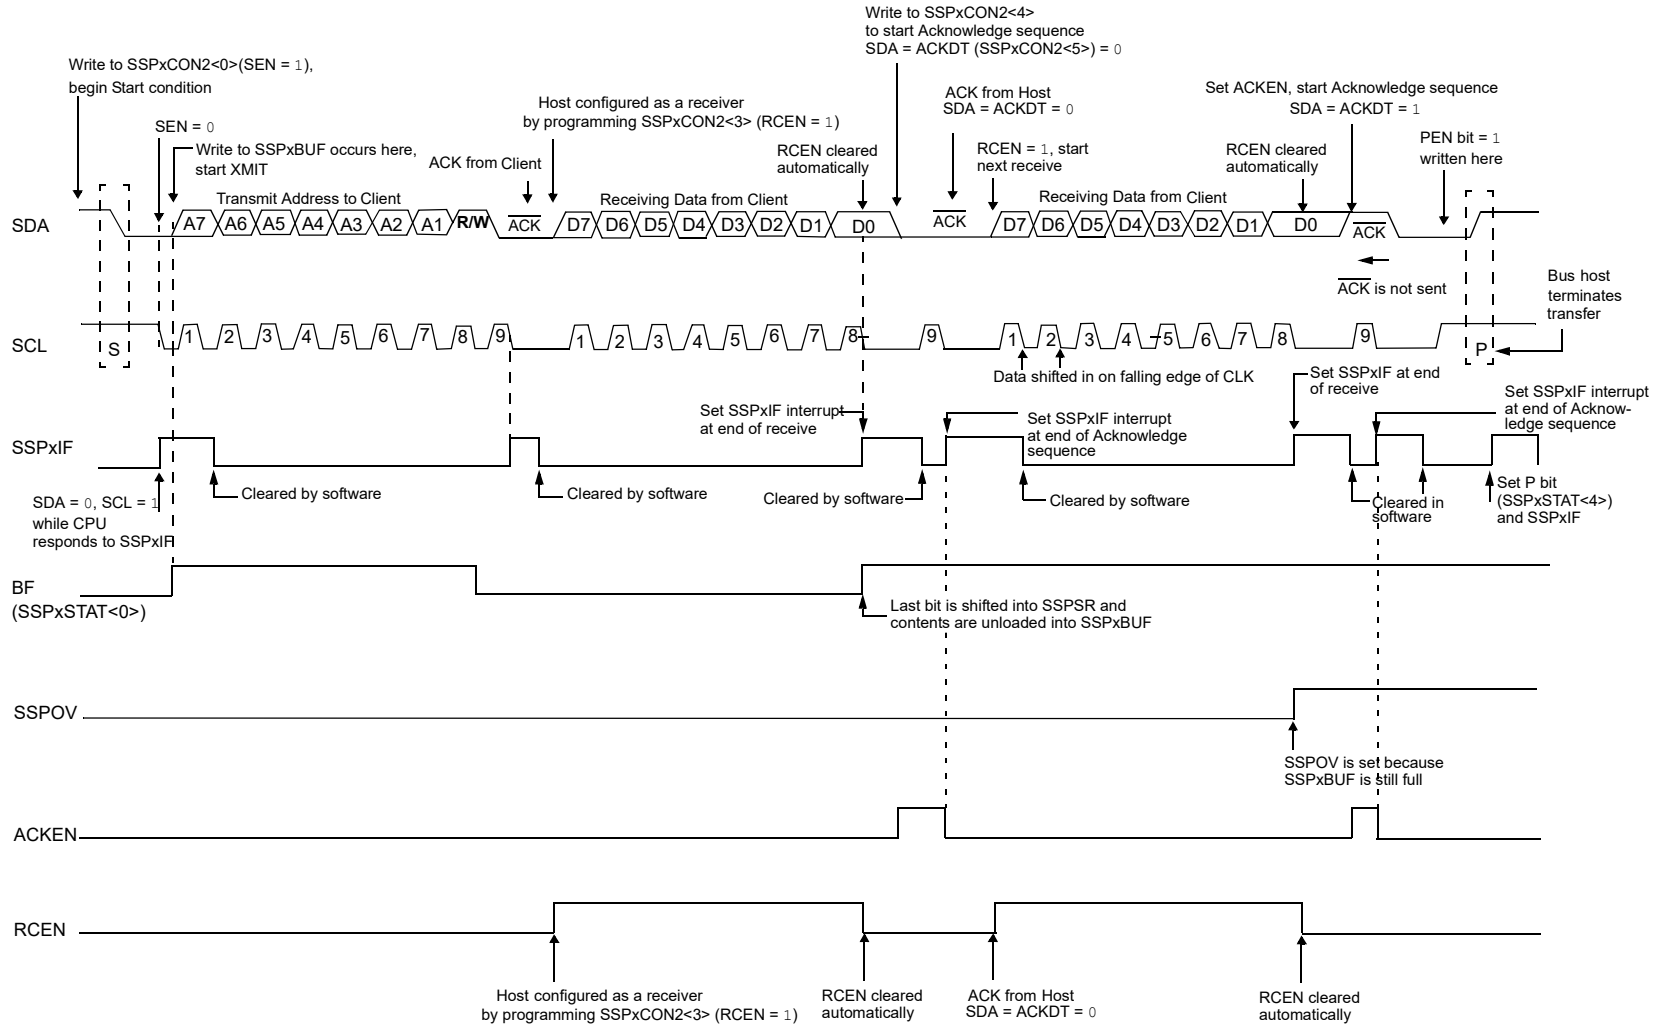 Write to SSPxCON2<4>
to start Acknowledge sequence
SDA = ACKDT (SSPxCON2<5>) = 0
Write to SSPxCON2<0>(SEN = 1),
begin Start condition
ACK from Host
SDA = ACKDT = 0
Set ACKEN, start Acknowledge sequence
SDA = ACKDT = 1
Host configured as a receiver
by programming SSPxCON2<3> (RCEN = 1)
SEN = 0
PEN bit = 1
written here
Write to SSPxBUF occurs here,
start XMIT
ACK from Client
RCEN cleared
automatically
RCEN = 1, start
next receive
RCEN cleared
automatically
Transmit Address to Client
Receiving Data from Client
Receiving Data from Client
SDA
A7 A6 A5 A4 A3 A2 A1 R/W ACK D7 D6 D5 D4 D3 D2 D1 D0 ACK D7 D6 D5 D4 D3 D2 D1 D0 ACK
ACK is not sent
Bus host
terminates
transfer
SCL
S 1 2 3 4 5 6 7 8 9 1 2 3 4 5 6 7 8 9 1 2 3 4 5 6 7 8 9 P
Data shifted in on falling edge of CLK
Set SSPxIF at end
of receive
Set SSPxIF interrupt
at end of receive
Set SSPxIF interrupt
at end of Acknowledge
sequence
Set SSPxIF interrupt
at end of Acknow-
ledge sequence
SSPxIF
SDA = 0, SCL = 1
while CPU
responds to SSPxIF
Cleared by software
Cleared by software
Cleared by software
Cleared by software
Cleared in
software
Set P bit
(SSPxSTAT<4>)
and SSPxIF
BF
(SSPxSTAT<0>)
Last bit is shifted into SSPSR and
contents are unloaded into SSPxBUF
SSPOV
SSPOV is set because
SSPxBUF is still full
ACKEN
RCEN
Host configured as a receiver
by programming SSPxCON2<3> (RCEN = 1)
RCEN cleared
automatically
ACK from Host
SDA = ACKDT = 0
RCEN cleared
automatically